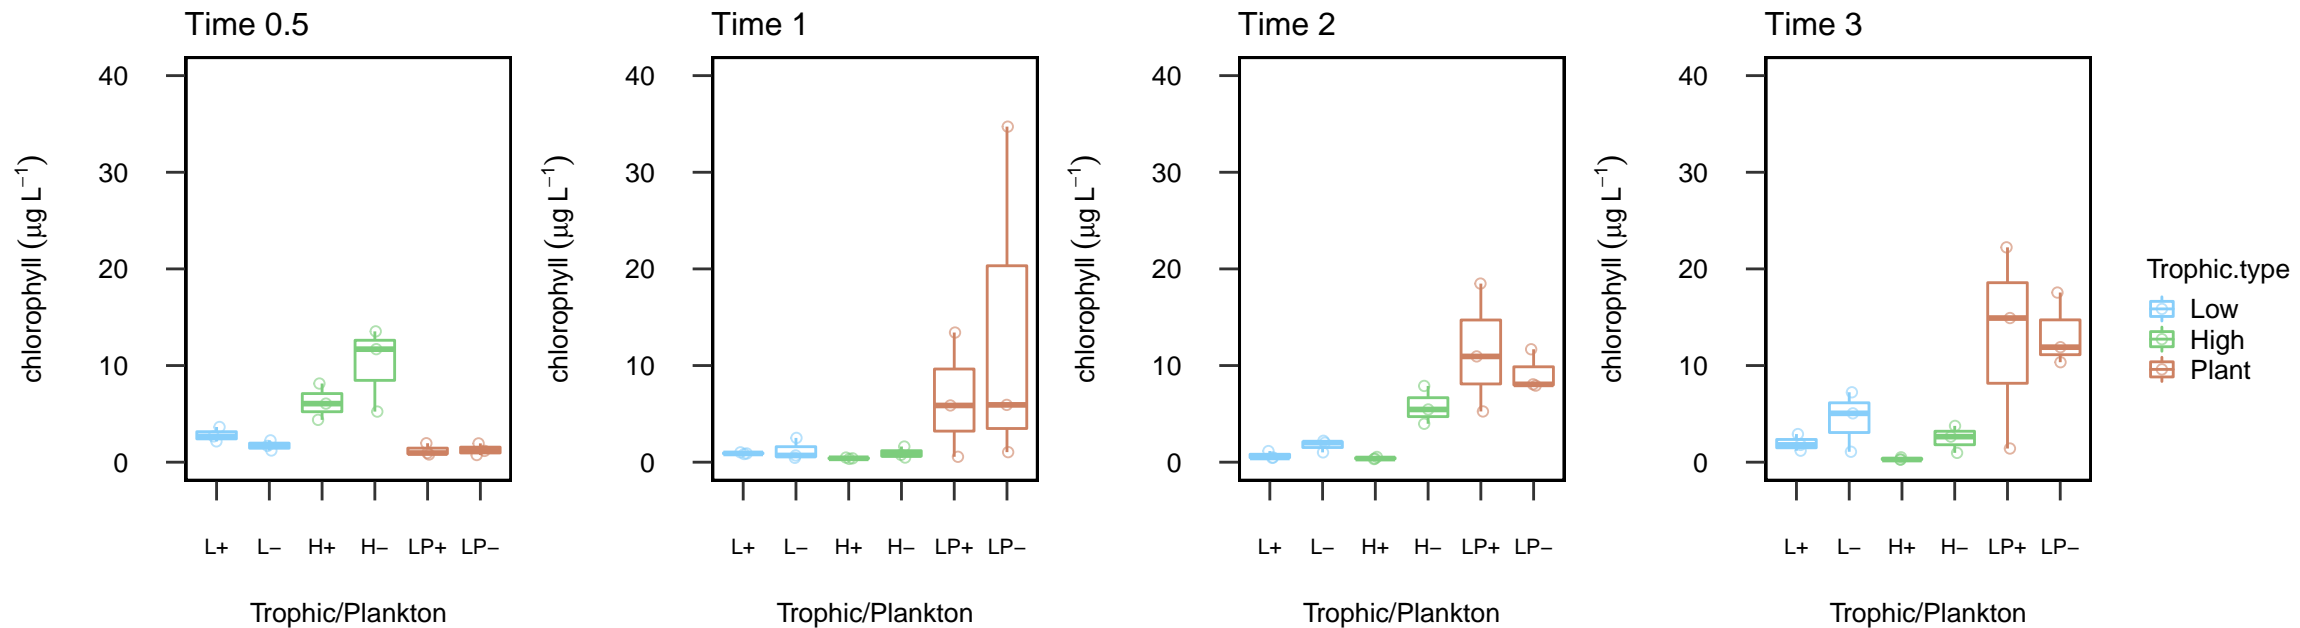 Time 0.5
chlorophyll (μg L⁻¹)
40
30
20
10
0
L+ L− H+ H− LP+ LP−
Trophic/Plankton
Time 1
chlorophyll (μg L⁻¹)
40
30
20
10
0
L+ L− H+ H− LP+ LP−
Trophic/Plankton
Time 2
chlorophyll (μg L⁻¹)
40
30
20
10
0
L+ L− H+ H− LP+ LP−
Trophic/Plankton
Time 3
chlorophyll (μg L⁻¹)
40
30
20
10
0
L+ L− H+ H− LP+ LP−
Trophic/Plankton
Trophic.type
Low
High
Plant